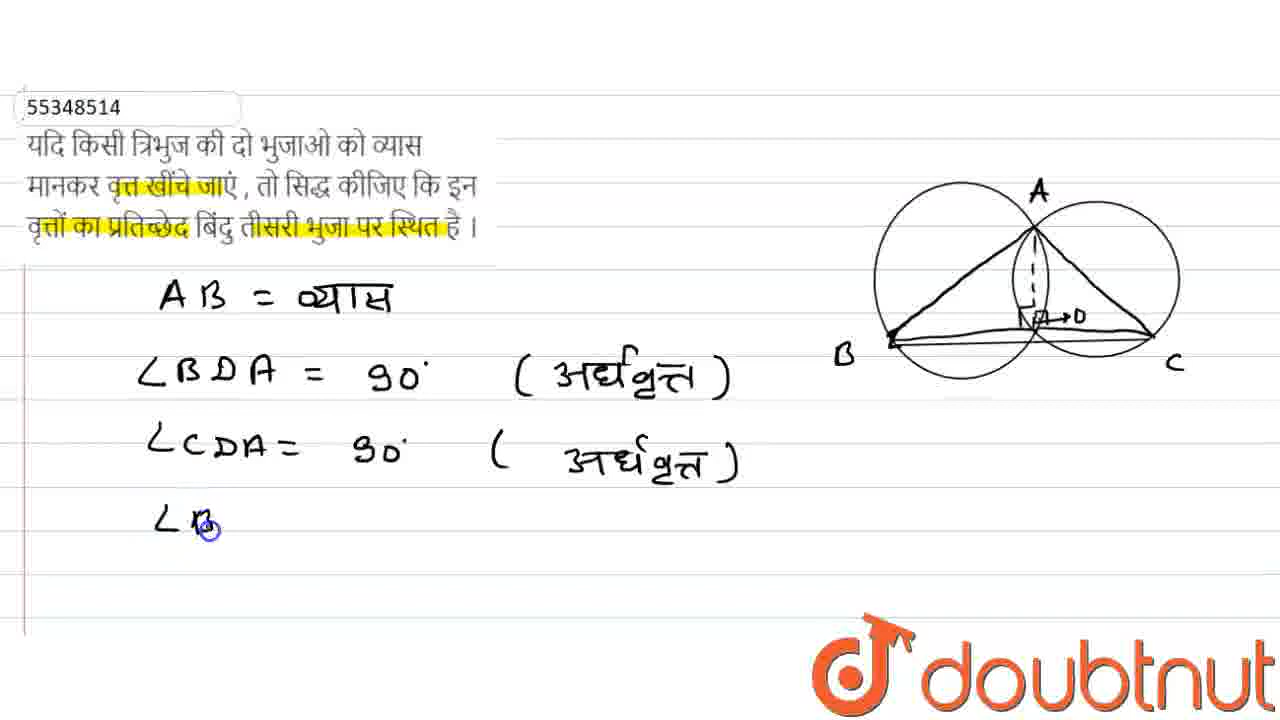 55348514
यदि किसी त्रिभुज की दो भुजाओ को व्यास
मानकर वृत्त खींचे जाएं , तो सिद्ध कीजिए कि इन
वृत्तों का प्रतिच्छेद बिंदु तीसरी भुजा पर स्थित है ।
AB = व्यास
∠BDA = 90° (अर्धवृत्त)
∠CDA = 90° (अर्धवृत्त)
∠B
A
D
B
C
doubtnut